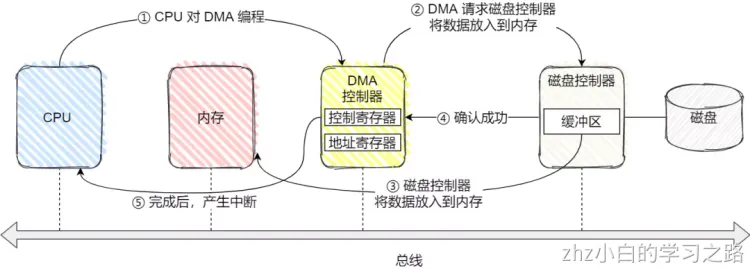 ① CPU 对 DMA 编程
② DMA 请求磁盘控制器
将数据放入到内存
CPU
内存
DMA
控制器
控制寄存器
地址寄存器
④ 确认成功
磁盘控制器
缓冲区
磁盘
⑤ 完成后，产生中断
③ 磁盘控制器
将数据放入到内存
总线
zhz小白的学习之路